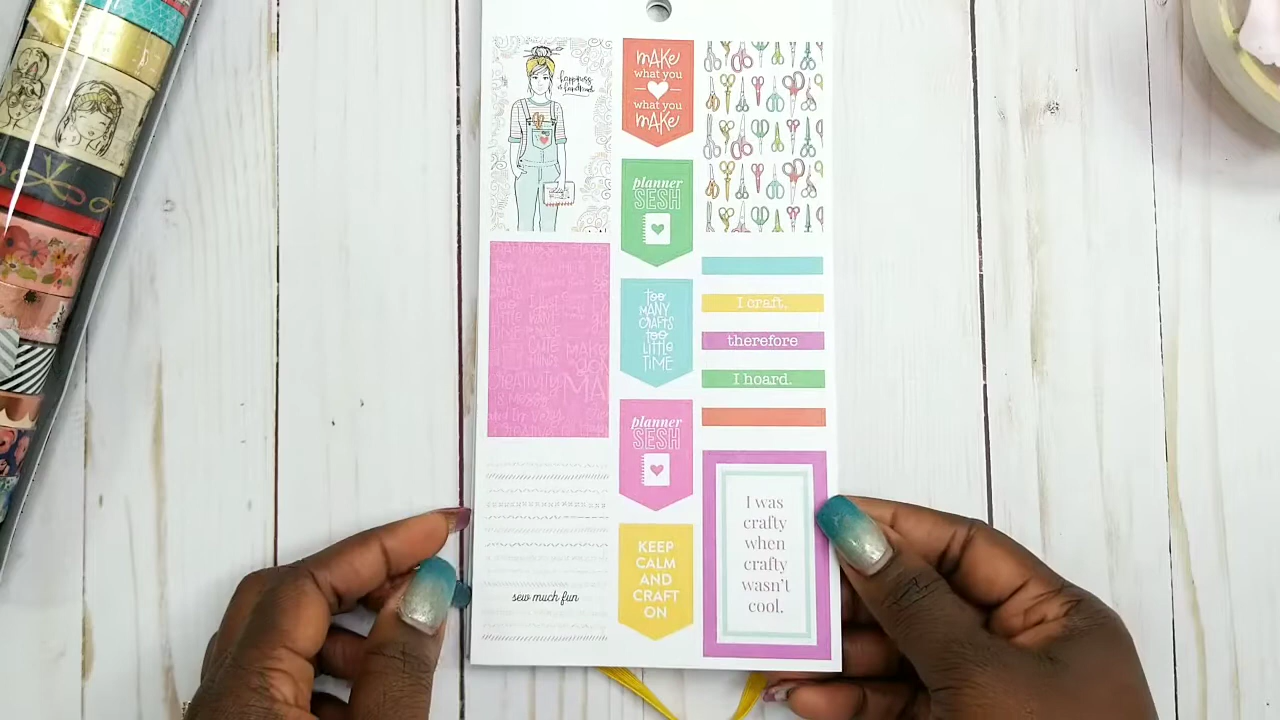 happiness
is handmade
make
what you
what you
make
planner
SESH
too
MANY
CRAFTS
too
LITTLE
TIME
planner
SESH
KEEP
CALM
AND
CRAFT
ON
I craft,
therefore
I hoard.
I was
crafty
when
crafty
wasn't
cool.
CREATIVITY
sew much fun